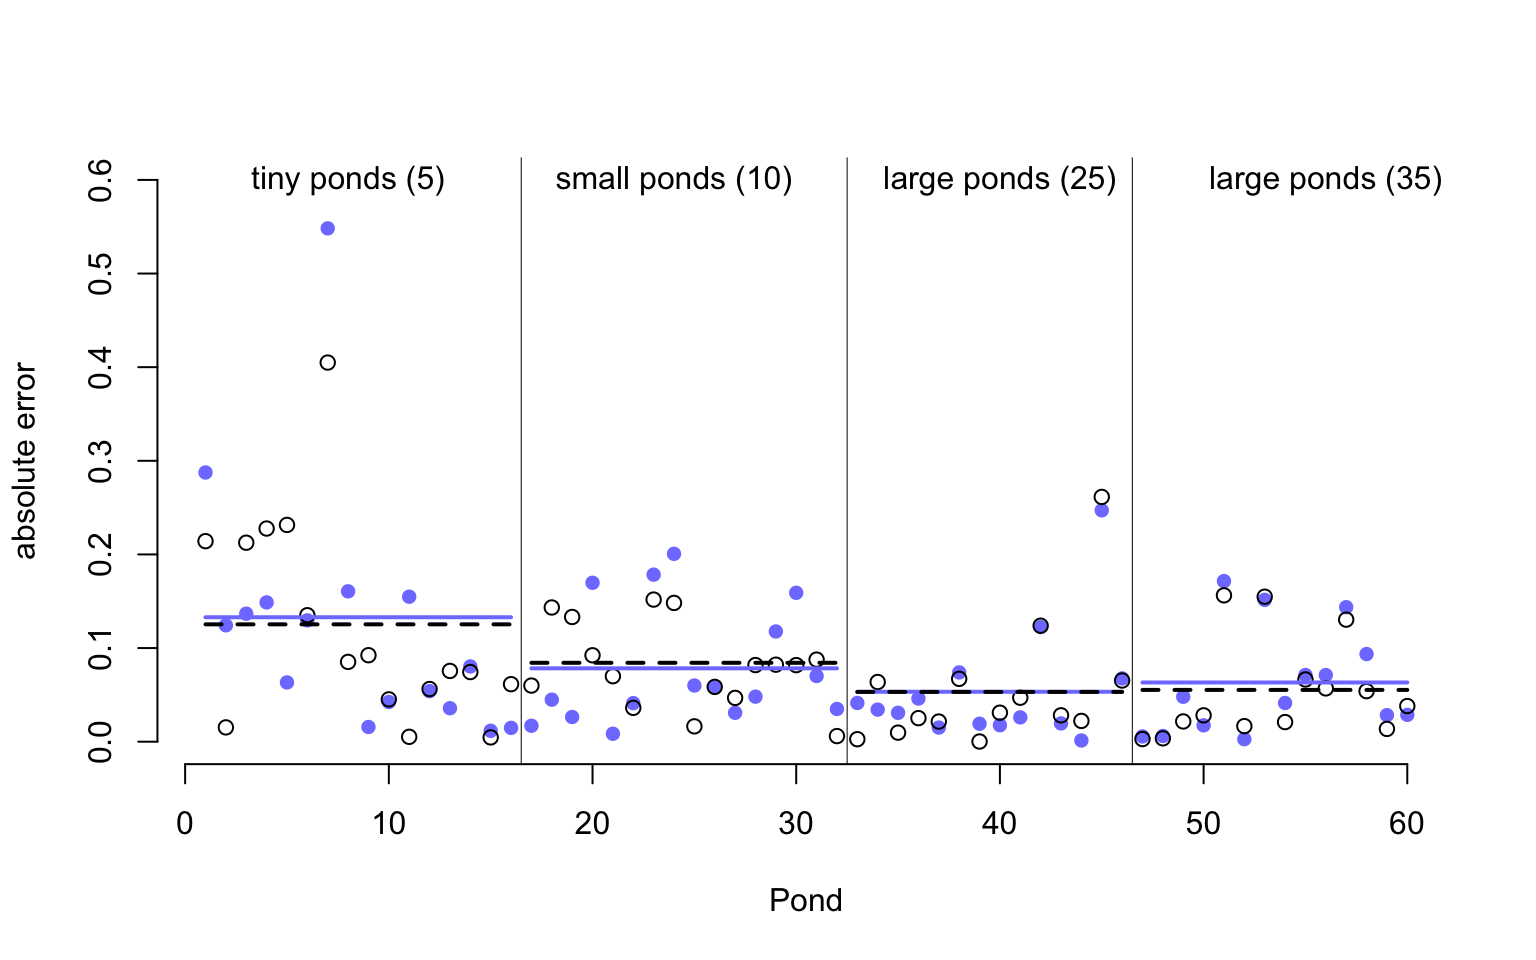 tiny ponds (5)
small ponds (10)
large ponds (25)
large ponds (35)
absolute error
0.6
0.5
0.4
0.3
0.2
0.1
0.0
0
10
20
30
40
50
60
Pond